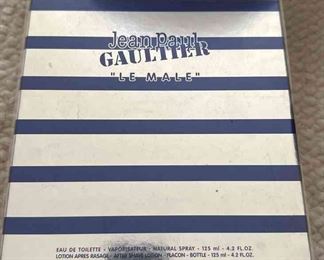 Jean Paul
GAULTIER
"LE MALE"
EAU DE TOILETTE - VAPORISATEUR - NATURAL SPRAY - 125 ml - 4.2 FL.OZ.
LOTION APRES RASAGE - AFTER SHAVE LOTION - FLACON - BOTTLE - 125 ml - 4.2 FL.OZ.